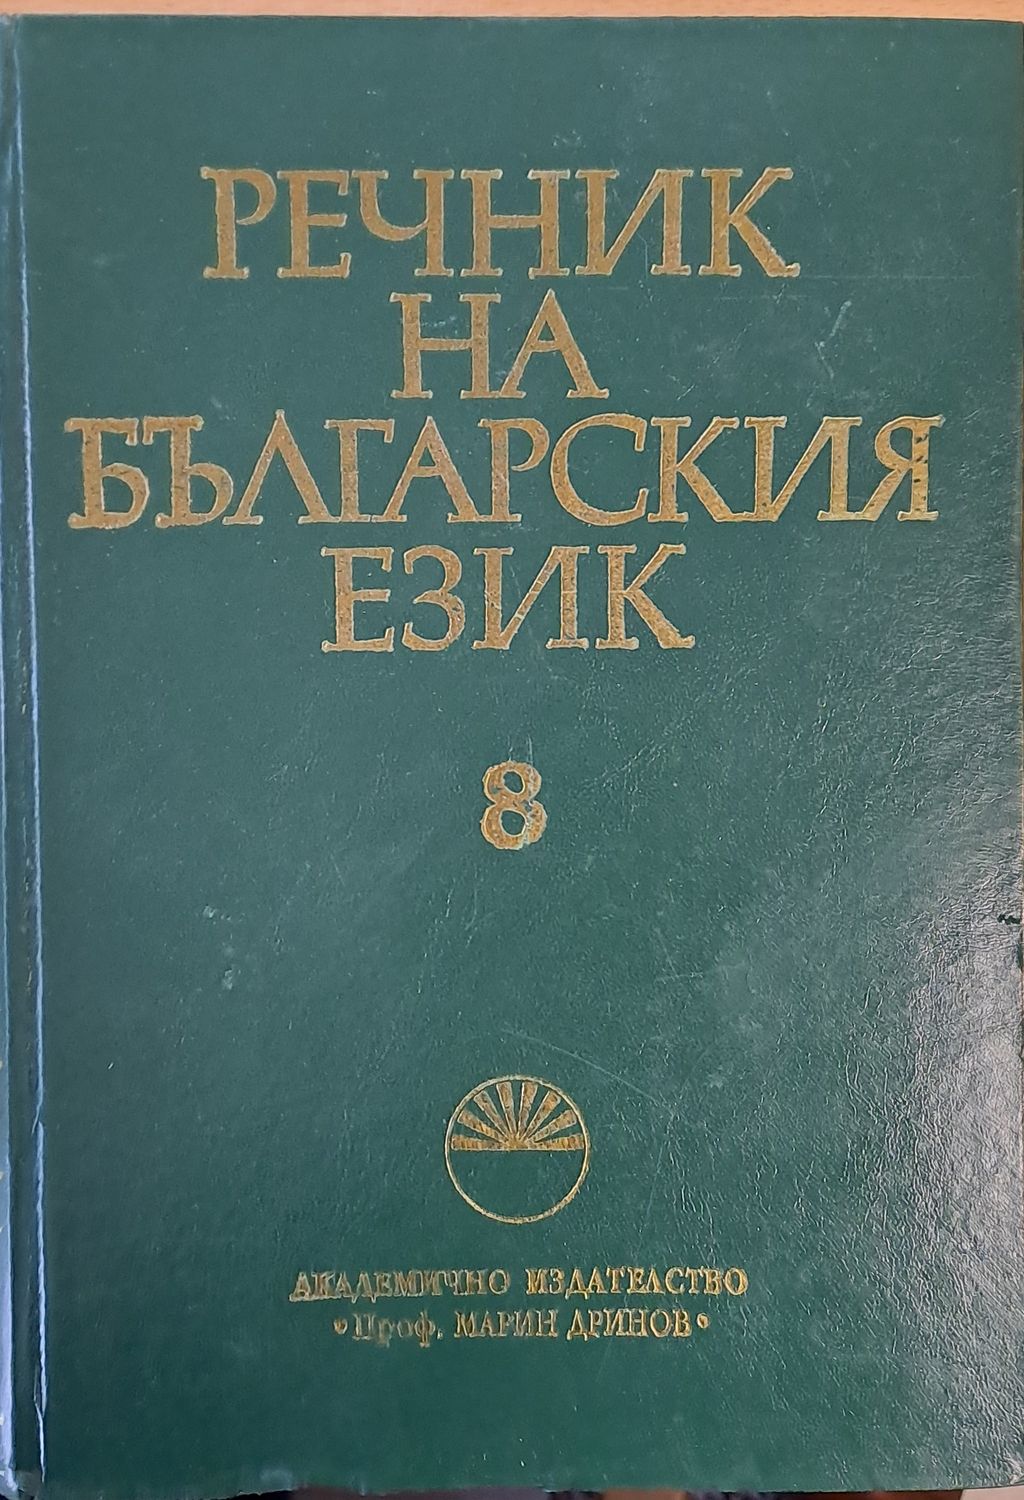 РЕЧНИК
НА
БЪЛГАРСКИЯ
ЕЗИК
8
АКАДЕМИЧНО ИЗДАТЕЛСТВО
•Проф. МАРИН ДРИНОВ•